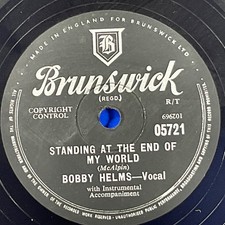 MADE IN ENGLAND FOR BRUNSWICK LTD.
B
Brunswick
(REGD.)
R/T
COPYRIGHT
CONTROL
696Z01
05721
STANDING AT THE END OF
MY WORLD
(McAlpin)
BOBBY HELMS—Vocal
with Instrumental
Accompaniment